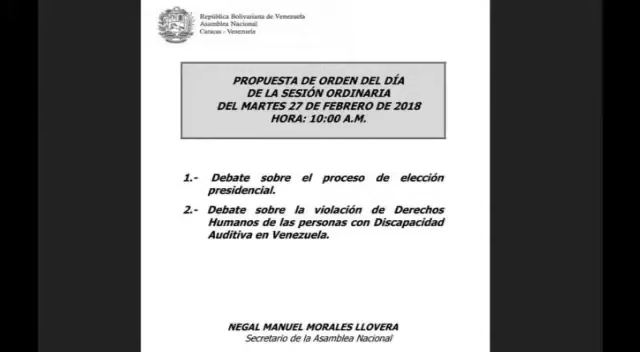 República Bolivariana de Venezuela
Asamblea Nacional
Caracas - Venezuela
PROPUESTA DE ORDEN DEL DÍA
DE LA SESIÓN ORDINARIA
DEL MARTES 27 DE FEBRERO DE 2018
HORA: 10:00 A.M.
1.- Debate sobre el proceso de elección
presidencial.
2.- Debate sobre la violación de Derechos
Humanos de las personas con Discapacidad
Auditiva en Venezuela.
NEGAL MANUEL MORALES LLOVERA
Secretario de la Asamblea Nacional